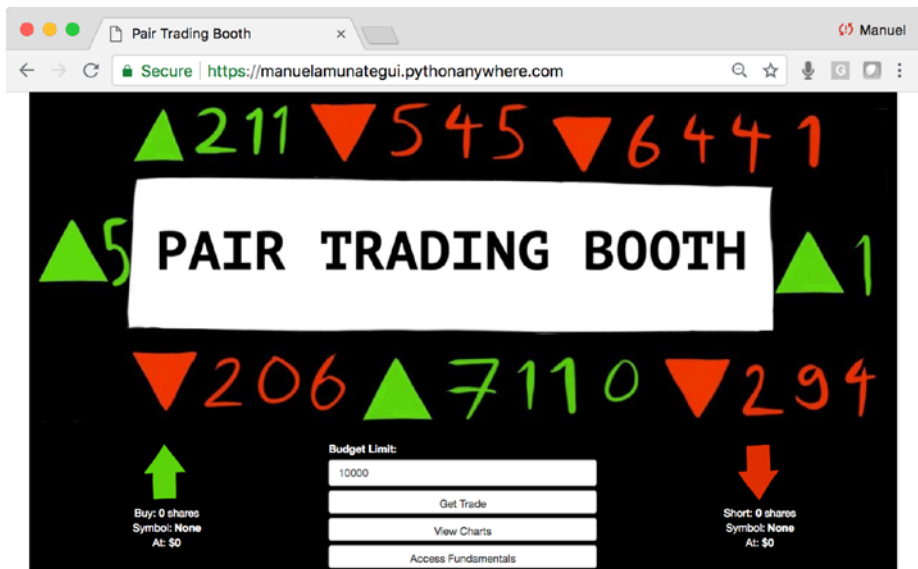 Pair Trading Booth
Manuel
Secure https://manuelamunategui.pythonanywhere.com
211 545 6441
5 PAIR TRADING BOOTH 1
206 7110 294
Budget Limit:
10000
Get Trade
View Charts
Access Fundamentals
Buy: 0 shares
Symbol: None
At: $0
Short: 0 shares
Symbol: None
At: $0